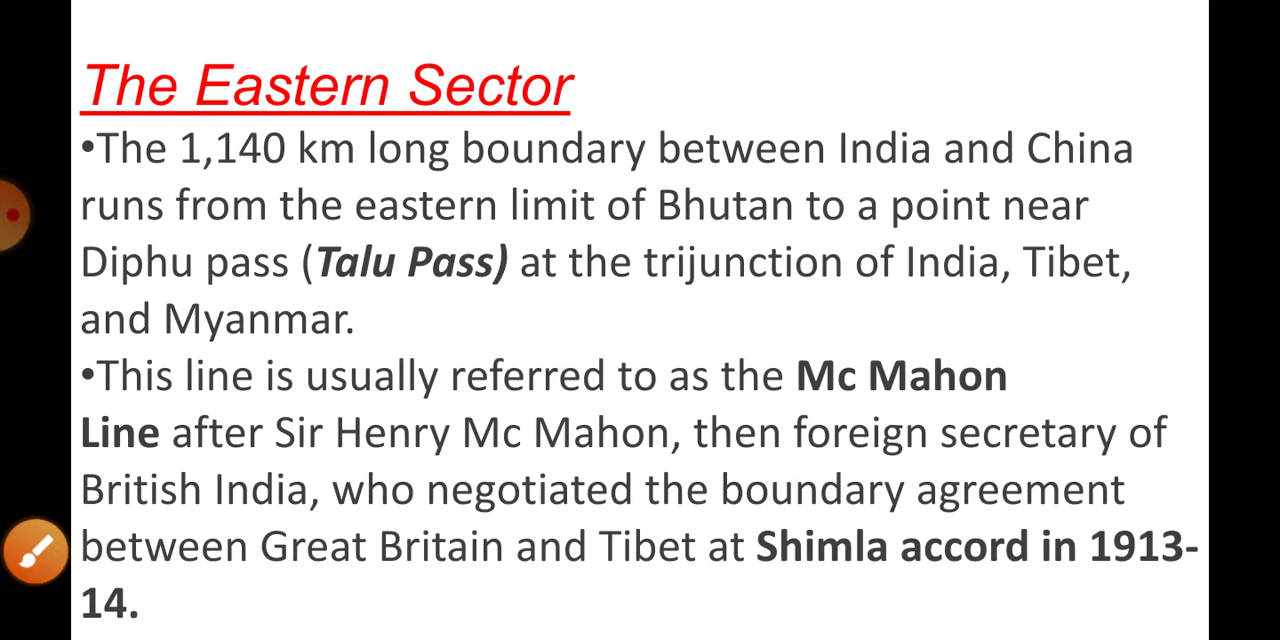 The Eastern Sector
•The 1,140 km long boundary between India and China
runs from the eastern limit of Bhutan to a point near
Diphu pass (Talu Pass) at the trijunction of India, Tibet,
and Myanmar.
•This line is usually referred to as the Mc Mahon
Line after Sir Henry Mc Mahon, then foreign secretary of
British India, who negotiated the boundary agreement
between Great Britain and Tibet at Shimla accord in 1913-
14.